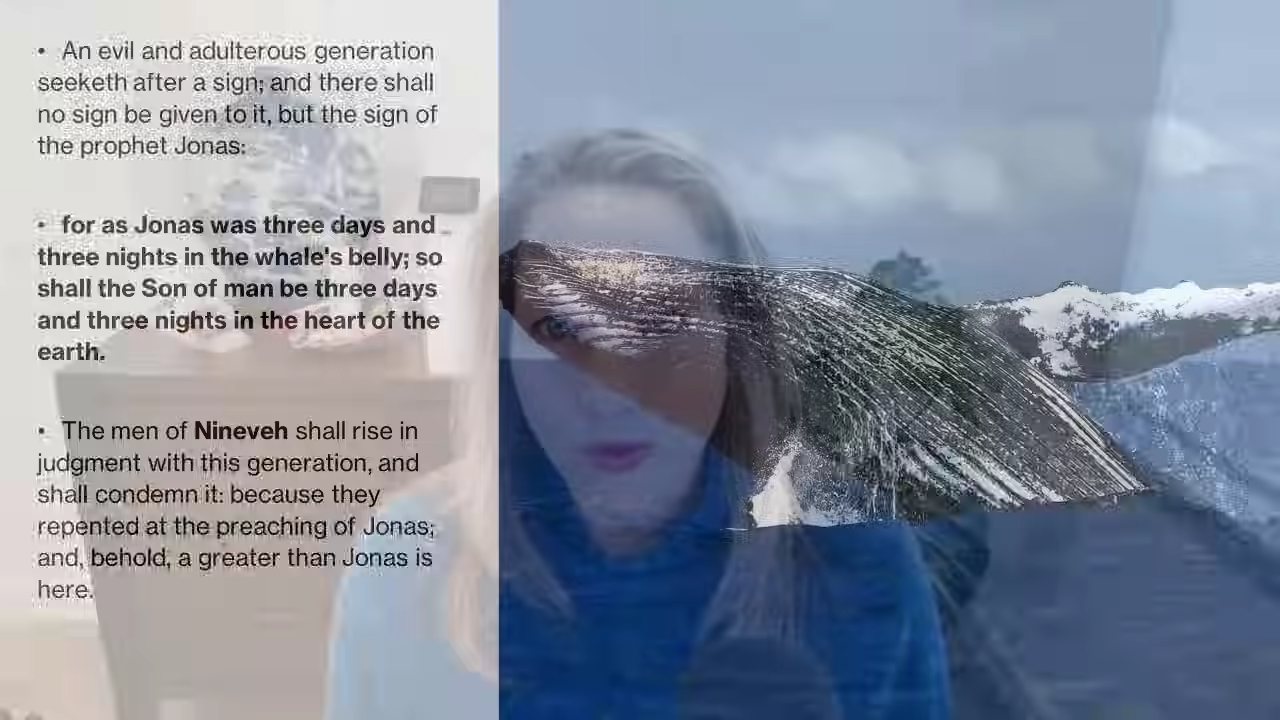 • An evil and adulterous generation
seeketh after a sign; and there shall
no sign be given to it, but the sign of
the prophet Jonas:
• for as Jonas was three days and
three nights in the whale's belly; so
shall the Son of man be three days
and three nights in the heart of the
earth.
• The men of Nineveh shall rise in
judgment with this generation, and
shall condemn it: because they
repented at the preaching of Jonas;
and, behold, a greater than Jonas is
here.